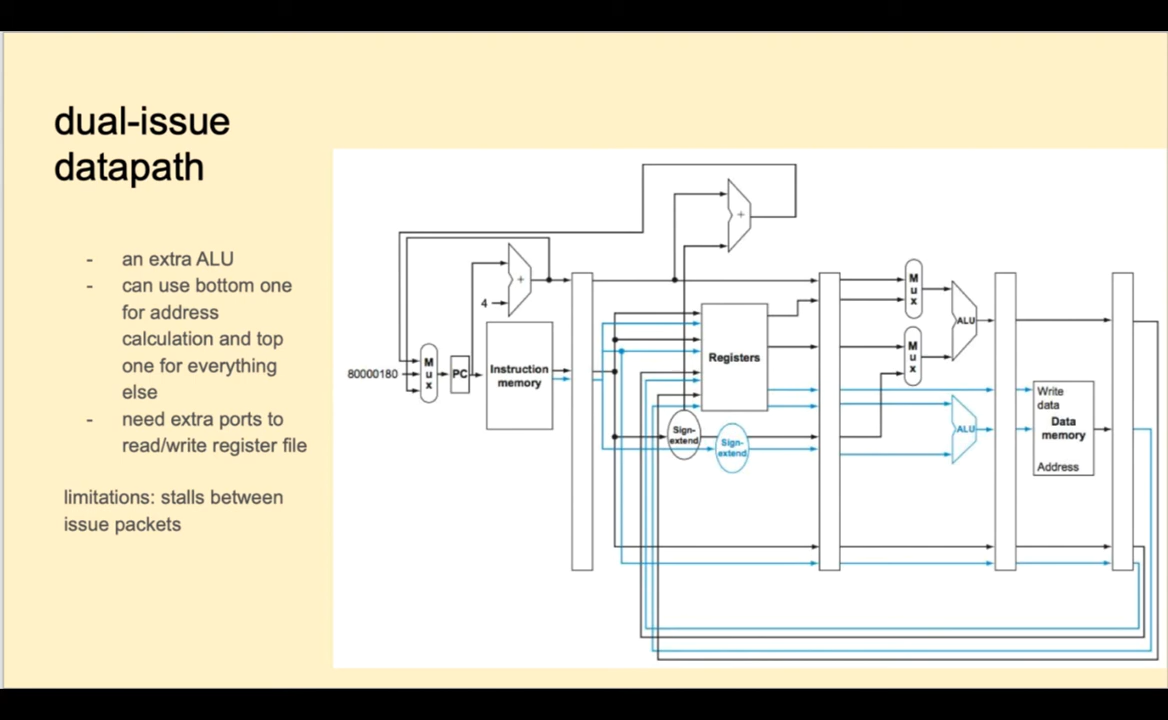 dual-issue
datapath
- an extra ALU
- can use bottom one
for address
calculation and top
one for everything
else
- need extra ports to
read/write register file
limitations: stalls between
issue packets
+
+
4
M
u
x
80000180
M
u
x
PC
Instruction
memory
Registers
Sign-
extend
Sign-
extend
M
u
x
ALU
ALU
Write
data
Data
memory
Address